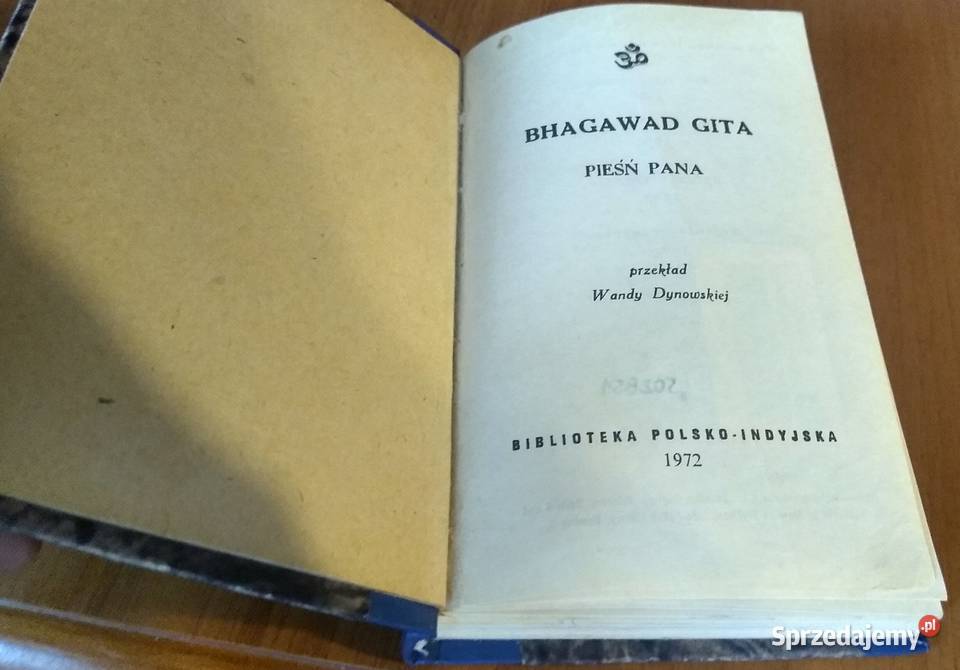 ॐ
BHAGAWAD GITA
PIEŚŃ PANA
przekład
Wandy Dynowskiej
BIBLIOTEKA POLSKO-INDYJSKA
1972
Sprzedajemy.pl